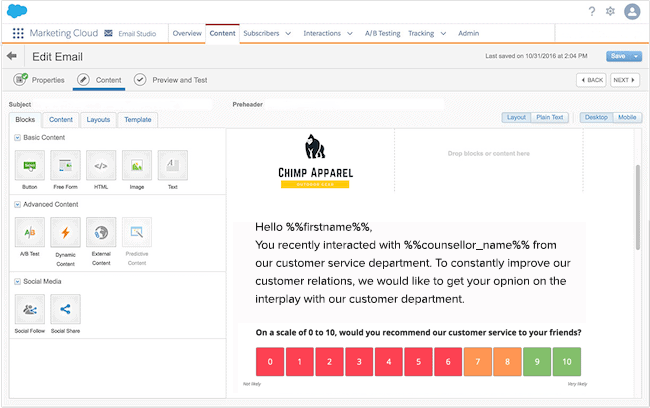 Marketing Cloud Email Studio Overview Content Subscribers Interactions A/B Testing Tracking Admin
Edit Email
Last saved on 10/31/2016 at 2:04 PM
Save
Properties Content Preview and Test
BACK NEXT
Subject Preheader
Blocks Content Layouts Template
Layout Plain Text Desktop Mobile
Basic Content
Button Free Form HTML Image Text
Advanced Content
A/B Test Dynamic Content External Content Predictive Content
Social Media
Social Follow Social Share
Drop blocks or content here
CHIMP APPAREL
Hello %%firstname%%,
You recently interacted with %%counsellor_name%% from
our customer service department. To constantly improve our
customer relations, we would like to get your opnion on the
interplay with our customer department.
On a scale of 0 to 10, would you recommend our customer service to your friends?
0 1 2 3 4 5 6 7 8 9 10
Not likely Very likely